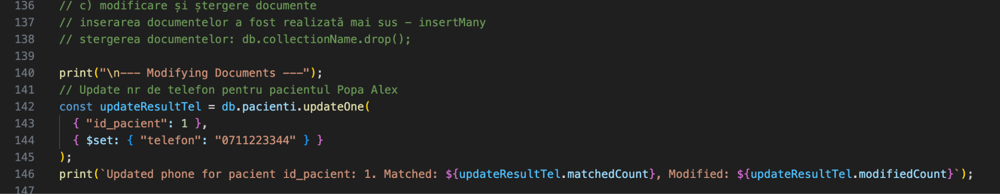 136 // c) modificare și ștergere documente
137 // inserarea documentelor a fost realizată mai sus – insertMany
138 // stergerea documentelor: db.collectionName.drop();
139
140 print("\n--- Modifying Documents ---");
141 // Update nr de telefon pentru pacientul Popa Alex
142 const updateResultTel = db.pacienti.updateOne(
143 { "id_pacient": 1 },
144 { $set: { "telefon": "0711223344" } }
145 );
146 print(`Updated phone for pacient id_pacient: 1. Matched: ${updateResultTel.matchedCount}, Modified: ${updateResultTel.modifiedCount}`);
147